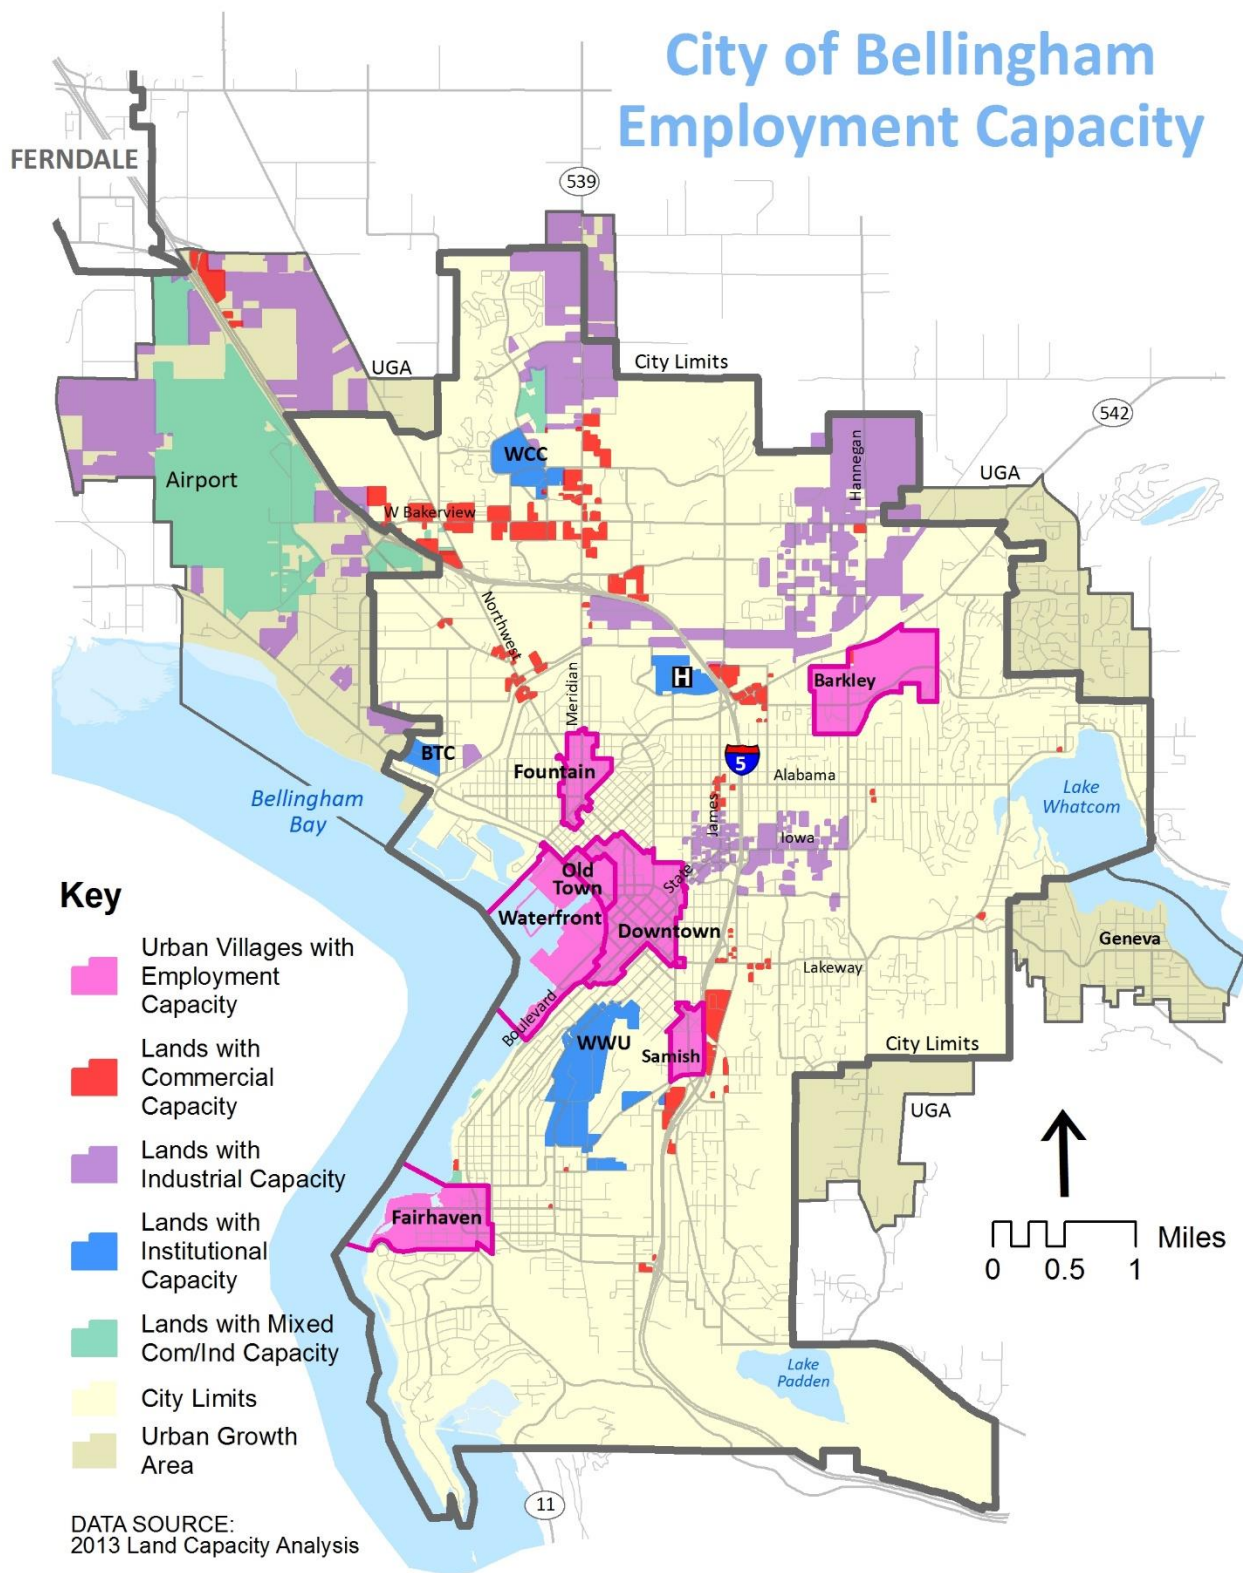 City of Bellingham
Employment Capacity
FERNDALE
539
UGA
City Limits
542
WCC
Hannegan
UGA
Airport
W Bakerview
Northwest
Meridian
H
Barkley
BTC
Fountain
5
Alabama
Bellingham
Bay
Lake
Whatcom
James
Iowa
Old
Town
State
Waterfront
Downtown
Geneva
Lakeway
Boulevard
WWU
Samish
City Limits
UGA
Fairhaven
Lake
Padden
11
Miles
0 0.5 1
Key
Urban Villages with
Employment
Capacity
Lands with
Commercial
Capacity
Lands with
Industrial Capacity
Lands with
Institutional
Capacity
Lands with Mixed
Com/Ind Capacity
City Limits
Urban Growth
Area
DATA SOURCE:
2013 Land Capacity Analysis